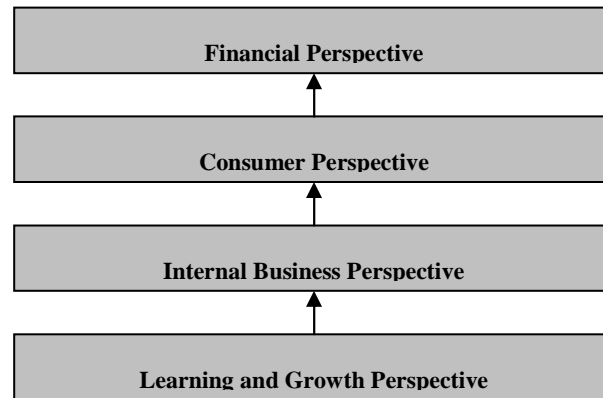 Financial Perspective
Consumer Perspective
Internal Business Perspective
Learning and Growth Perspective